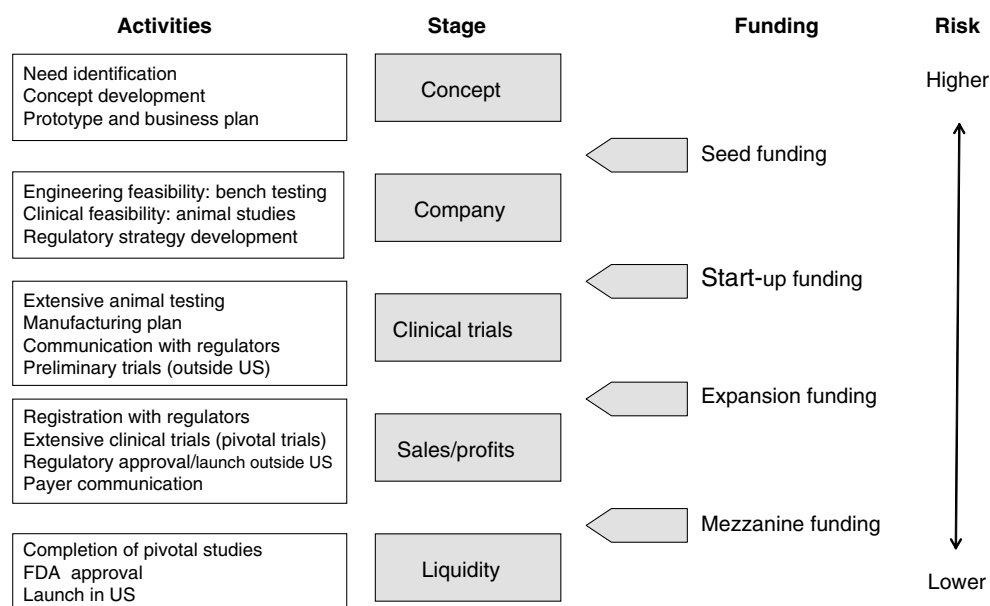 Activities Stage Funding Risk
Need identification
Concept development
Prototype and business plan
Concept
Higher
Seed funding
Engineering feasibility: bench testing
Clinical feasibility: animal studies
Regulatory strategy development
Company
Start-up funding
Extensive animal testing
Manufacturing plan
Communication with regulators
Preliminary trials (outside US)
Clinical trials
Expansion funding
Registration with regulators
Extensive clinical trials (pivotal trials)
Regulatory approval/launch outside US
Payer communication
Sales/profits
Mezzanine funding
Completion of pivotal studies
FDA approval
Launch in US
Liquidity
Lower